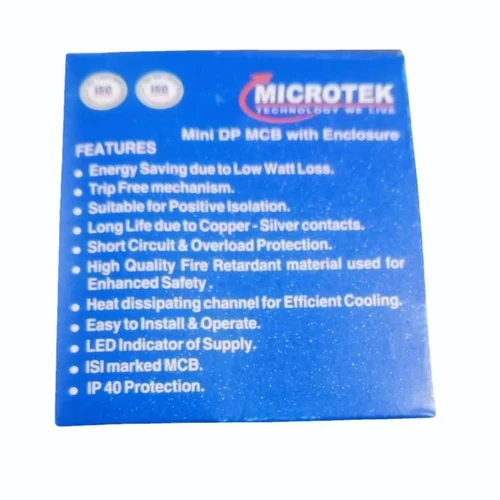 ISO
ISO
MICROTEK
TECHNOLOGY WE LIVE
Mini DP MCB with Enclosure
FEATURES
• Energy Saving due to Low Watt Loss.
• Trip Free mechanism.
• Suitable for Positive Isolation.
• Long Life due to Copper - Silver contacts.
• Short Circuit & Overload Protection.
• High Quality Fire Retardant material used for
Enhanced Safety.
• Heat dissipating channel for Efficient Cooling.
• Easy to Install & Operate.
• LED Indicator of Supply.
• ISI marked MCB.
• IP 40 Protection.